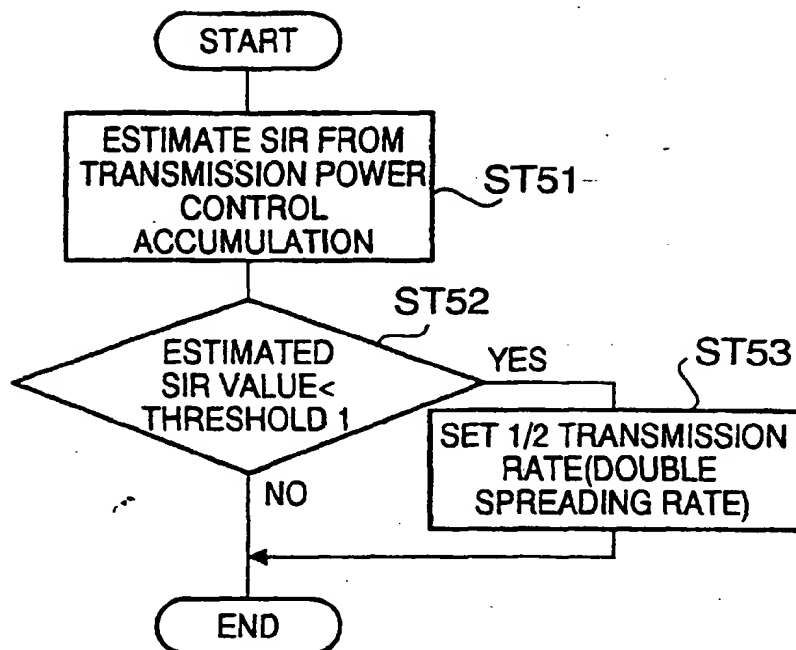 START
ESTIMATE SIR FROM
TRANSMISSION POWER
CONTROL
ACCUMULATION
ST51
ST52
ESTIMATED
SIR VALUE<
THRESHOLD 1
YES
ST53
SET 1/2 TRANSMISSION
RATE(DOUBLE
SPREADING RATE)
NO
END